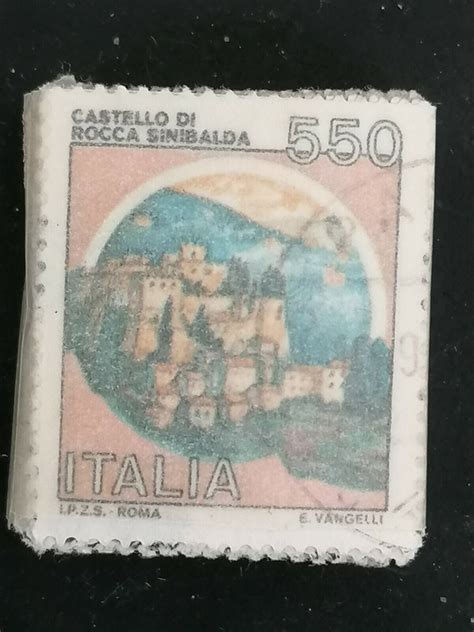 CASTELLO DI
ROCCA SINIBALDA
550
ITALIA
I.P.Z.S. - ROMA
E. VANGELLI